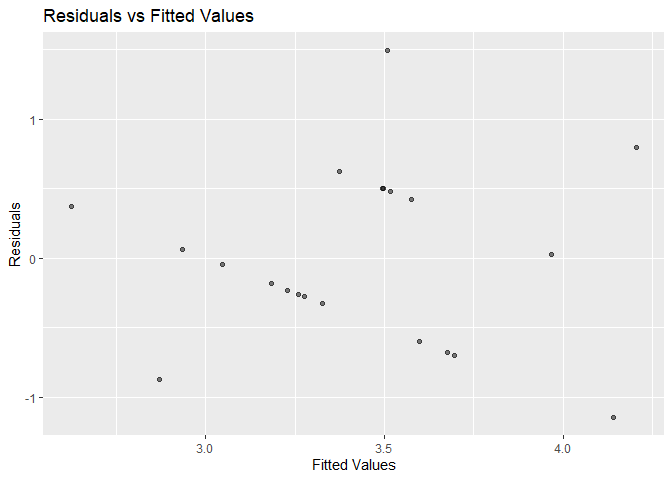 Residuals vs Fitted Values
Residuals
1
0
-1
3.0
3.5
4.0
Fitted Values